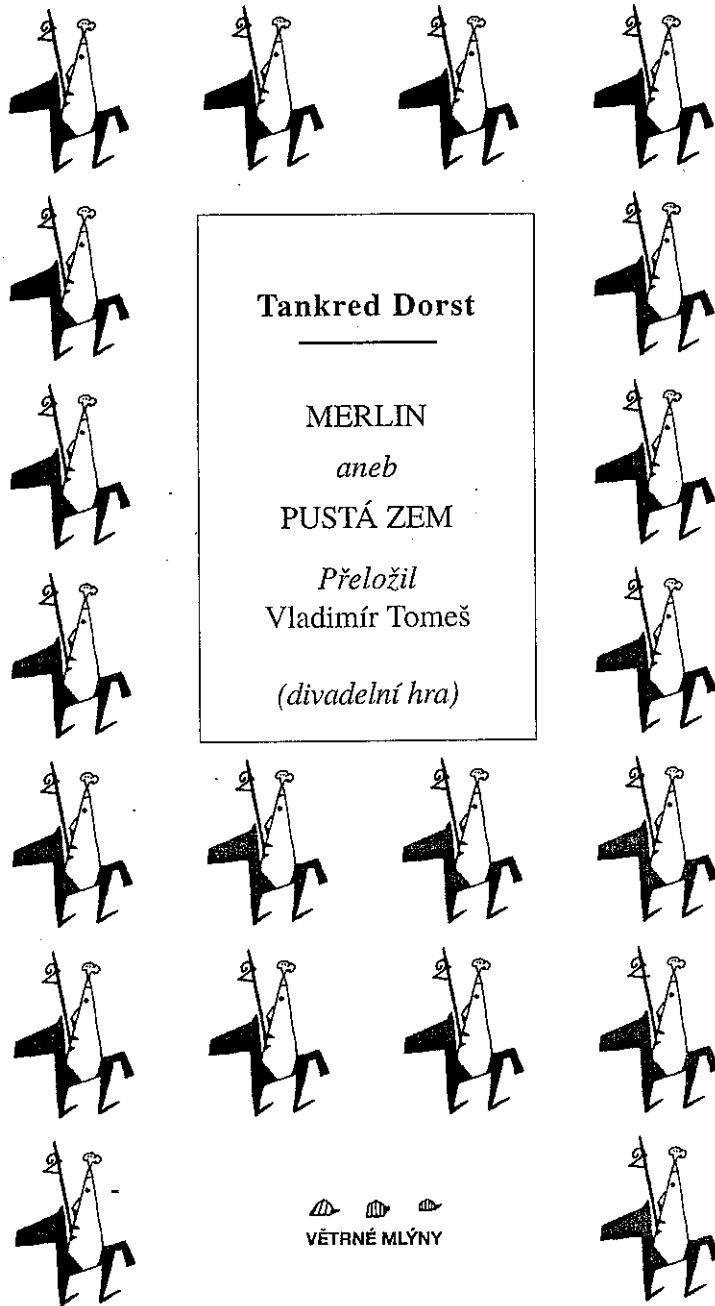 Tankred Dorst
MERLIN
aneb
PUSTÁ ZEM
Přeložil
Vladimír Tomeš
(divadelní hra)
VĚTRNÉ MLÝNY